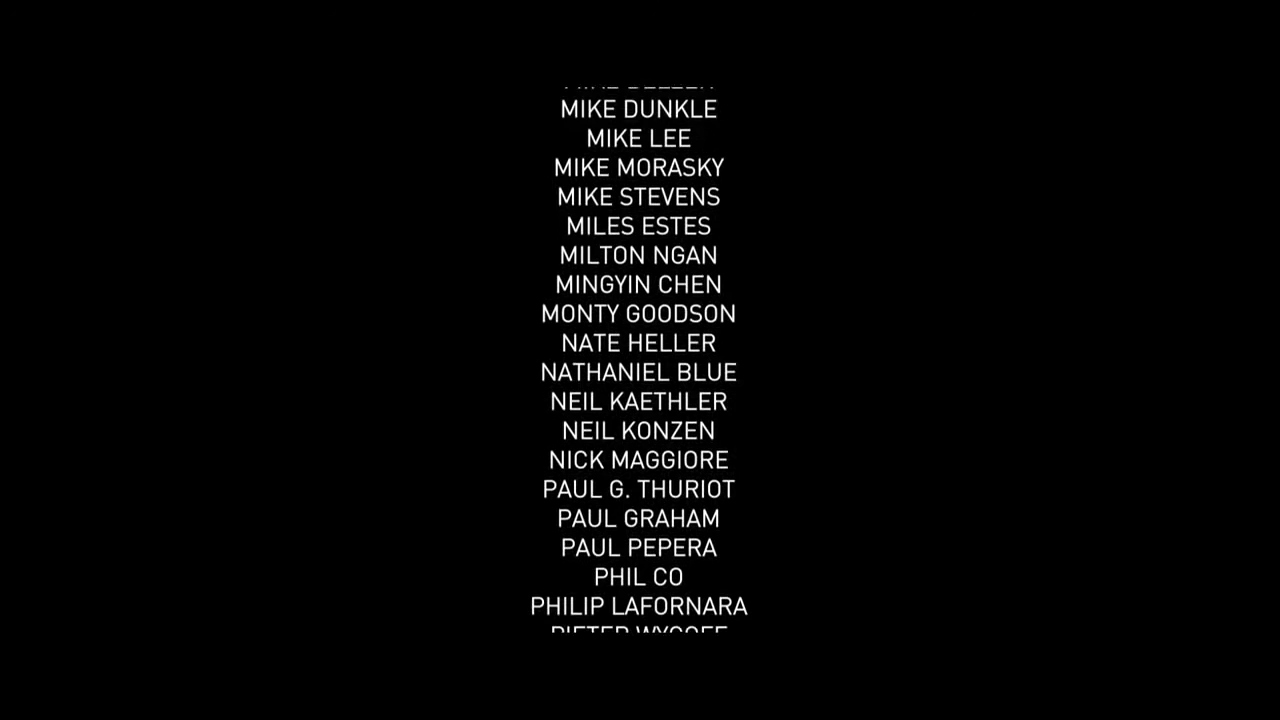 MIKE DUNKLE
MIKE LEE
MIKE MORASKY
MIKE STEVENS
MILES ESTES
MILTON NGAN
MINGYIN CHEN
MONTY GOODSON
NATE HELLER
NATHANIEL BLUE
NEIL KAETHLER
NEIL KONZEN
NICK MAGGIORE
PAUL G. THURIOT
PAUL GRAHAM
PAUL PEPERA
PHIL CO
PHILIP LAFORNARA